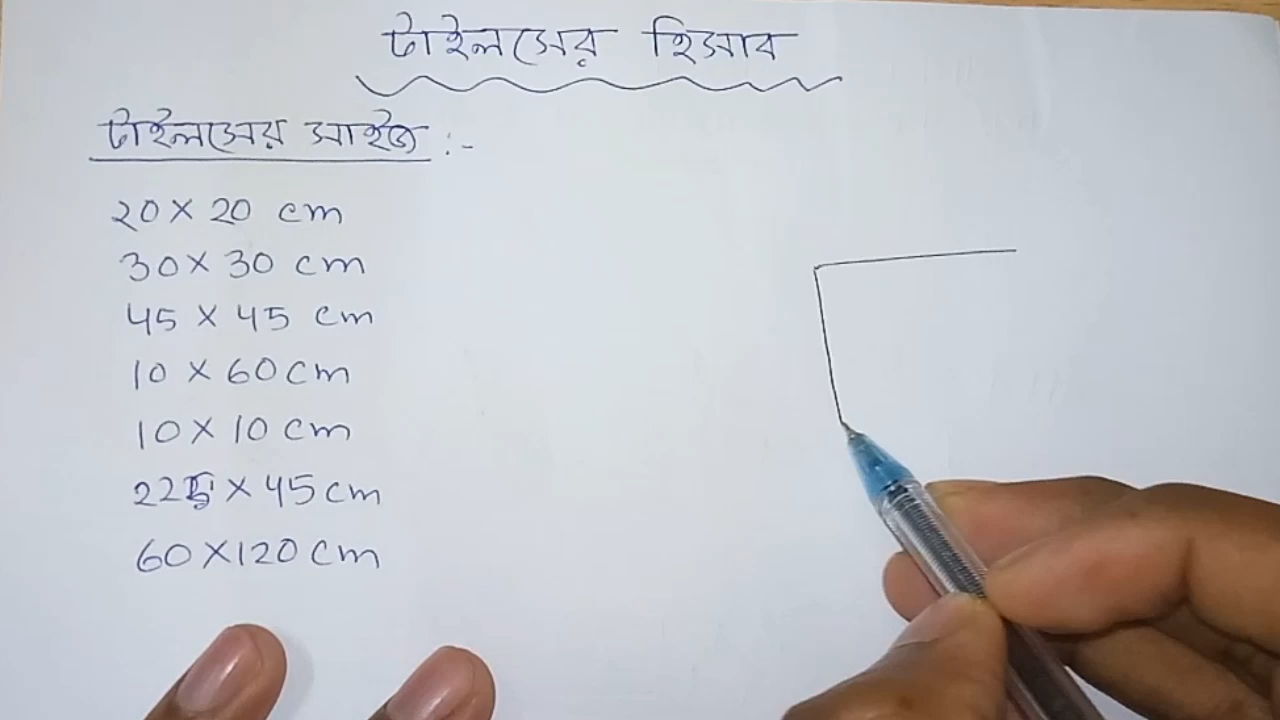 টাইলসের হিসাব
টাইলসের সাইজ :-
20 × 20 cm
30 × 30 cm
45 × 45 cm
10 × 60 cm
10 × 10 cm
225 × 45 cm
60 × 120 cm